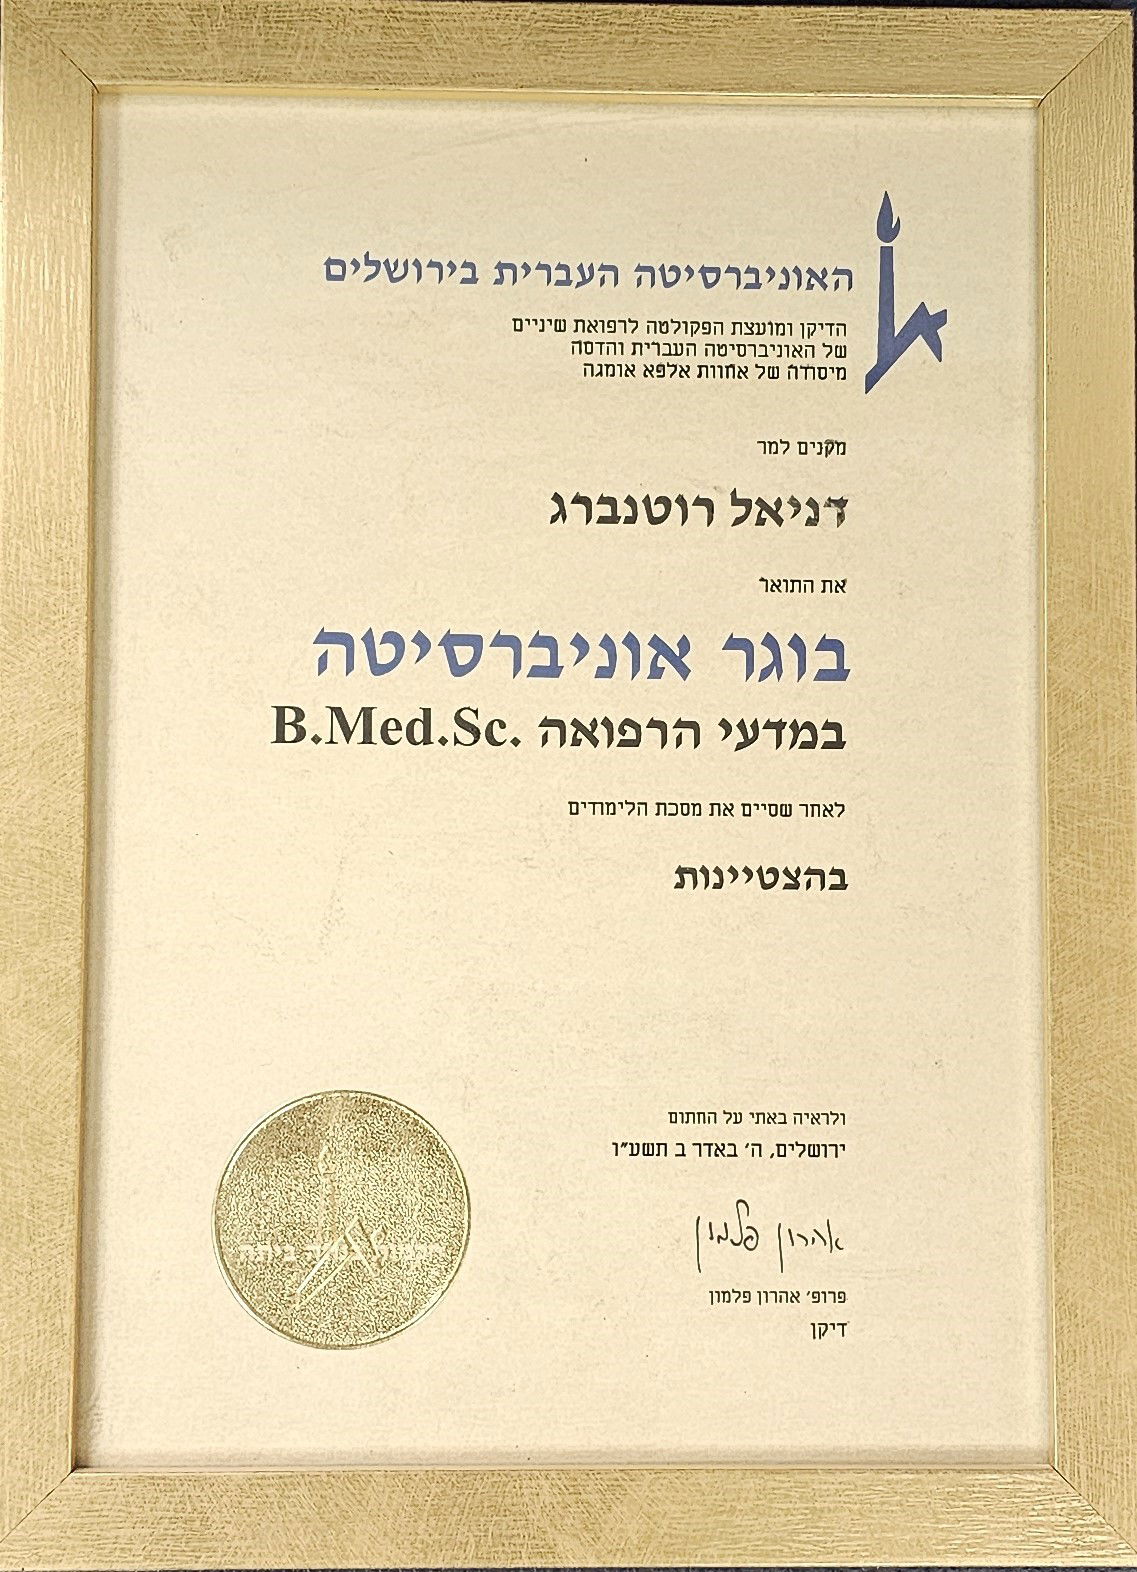 האוניברסיטה העברית בירושלים
הדיקן ומועצת הפקולטה לרפואת שיניים
של האוניברסיטה העברית והדסה
מיסודה של אחוות אלפא אומגה
מקנים למר
דניאל רוטנברג
את התואר
בוגר אוניברסיטה
במדעי הרפואה B.Med.Sc.
לאחר שסיים את מסכת הלימודים
בהצטיינות
ולראיה באתי על החתום
ירושלים, ה' באדר ב תשע"ו
אהרון פלמון
פרופ' אהרון פלמון
דיקן